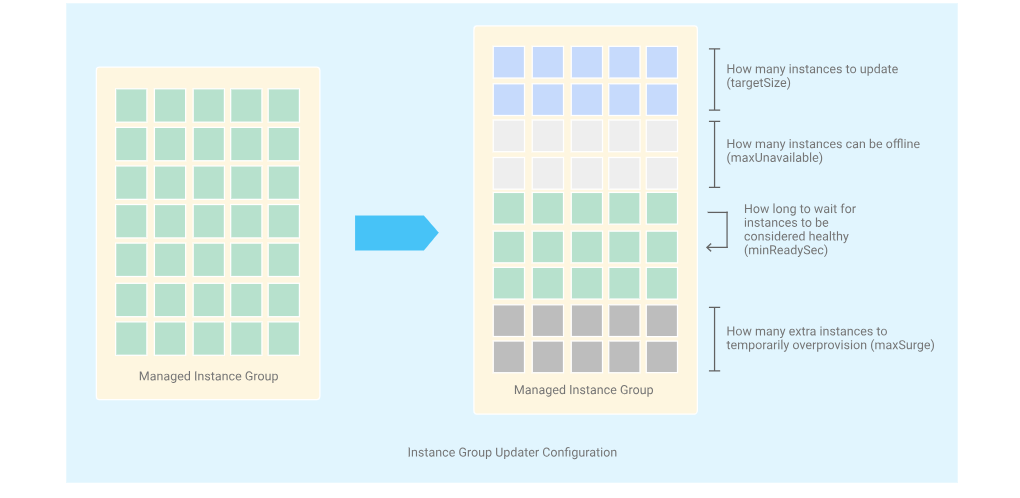 How many instances to update
(targetSize)
How many instances can be offline
(maxUnavailable)
How long to wait for
instances to be
considered healthy
(minReadySec)
How many extra instances to
temporarily overprovision (maxSurge)
Managed Instance Group
Managed Instance Group
Instance Group Updater Configuration